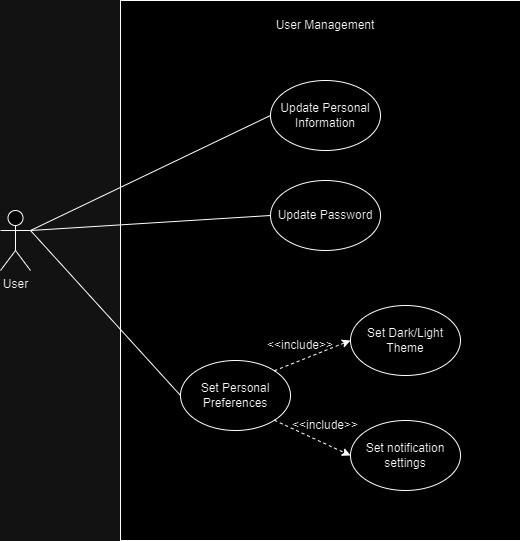 User Management
Update Personal
Information
Update Password
User
<<include>>
Set Dark/Light
Theme
Set Personal
Preferences
<<include>>
Set notification
settings